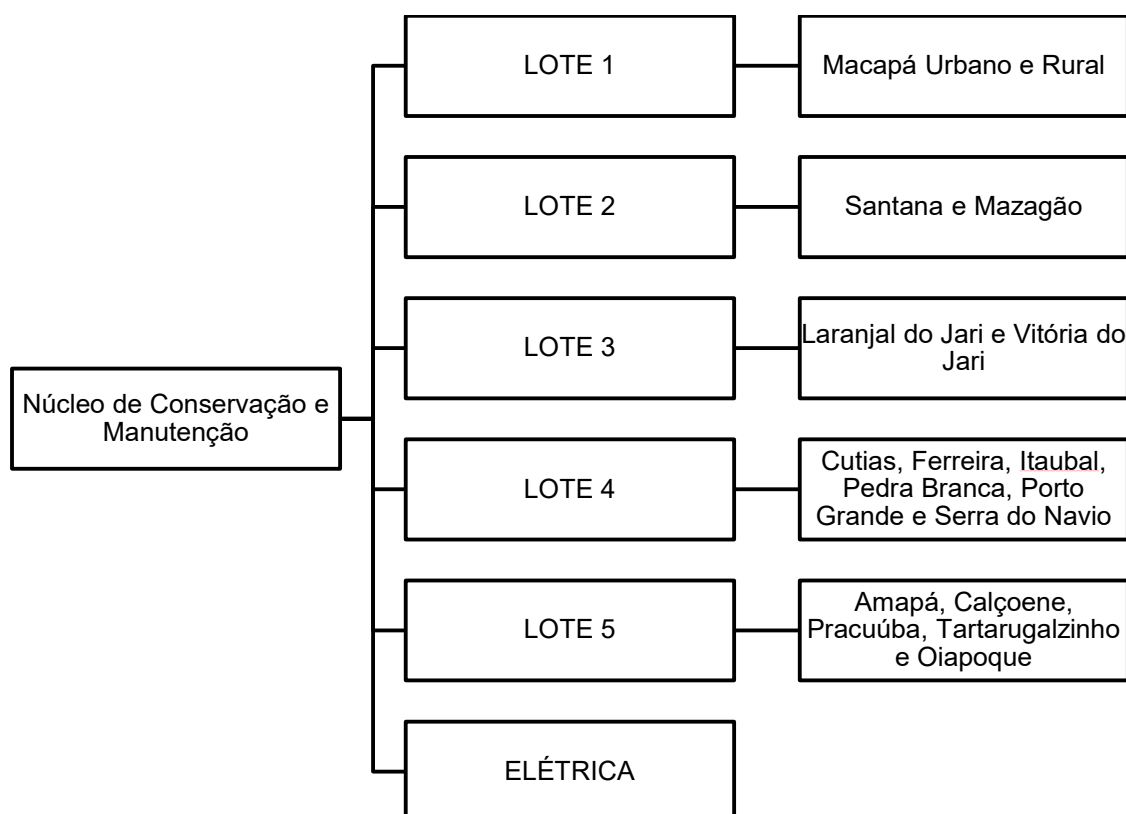 LOTE 1
Macapá Urbano e Rural
LOTE 2
Santana e Mazagão
LOTE 3
Laranjal do Jari e Vitória do
Jari
Núcleo de Conservação e
Manutenção
LOTE 4
Cutias, Ferreira, Itaubal,
Pedra Branca, Porto
Grande e Serra do Navio
LOTE 5
Amapá, Calçoene,
Pracuúba, Tartarugalzinho
e Oiapoque
ELÉTRICA